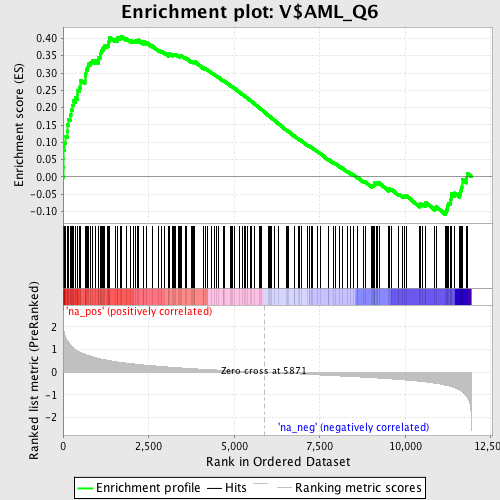 Enrichment plot: V$AML_Q6
Enrichment score (ES)
0.40
0.35
0.30
0.25
0.20
0.15
0.10
0.05
0.00
-0.05
-0.10
'na_pos' (positively correlated)
Ranked list metric (PreRanked)
2
1
0
-1
-2
Zero cross at 5871
'na_neg' (negatively correlated)
0 2,500 5,000 7,500 10,000 12,500
Rank in Ordered Dataset
Enrichment profile Hits Ranking metric scores